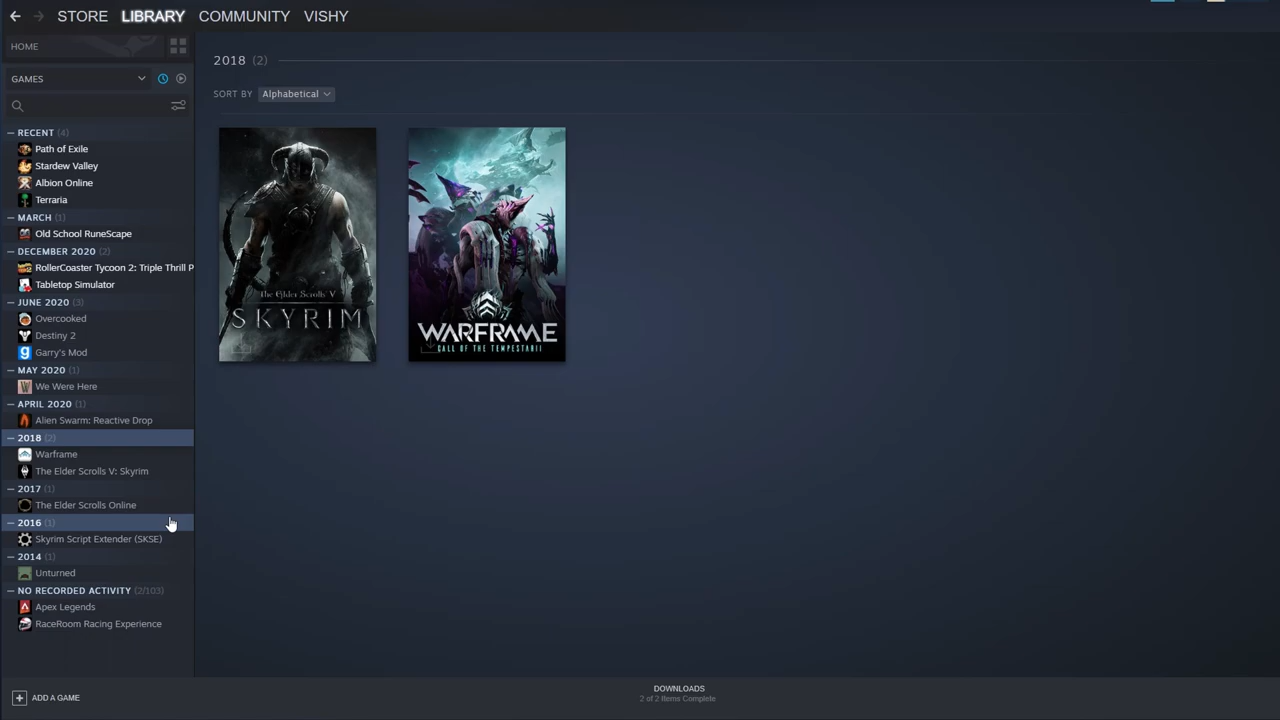 STORE LIBRARY COMMUNITY VISHY
HOME
GAMES
RECENT (4)
Path of Exile
Stardew Valley
Albion Online
Terraria
MARCH (1)
Old School RuneScape
DECEMBER 2020 (2)
RollerCoaster Tycoon 2: Triple Thrill P
Tabletop Simulator
JUNE 2020 (3)
Overcooked
Destiny 2
Garry's Mod
MAY 2020 (1)
We Were Here
APRIL 2020 (1)
Alien Swarm: Reactive Drop
2018 (2)
Warframe
The Elder Scrolls V: Skyrim
2017 (1)
The Elder Scrolls Online
2016 (1)
Skyrim Script Extender (SKSE)
2014 (1)
Unturned
NO RECORDED ACTIVITY (2/103)
Apex Legends
RaceRoom Racing Experience
2018 (2)
SORT BY Alphabetical
The Elder Scrolls V
SKYRIM
WARFRAME
CALL OF THE TEMPESTARII
ADD A GAME
DOWNLOADS
2 of 2 Items Complete